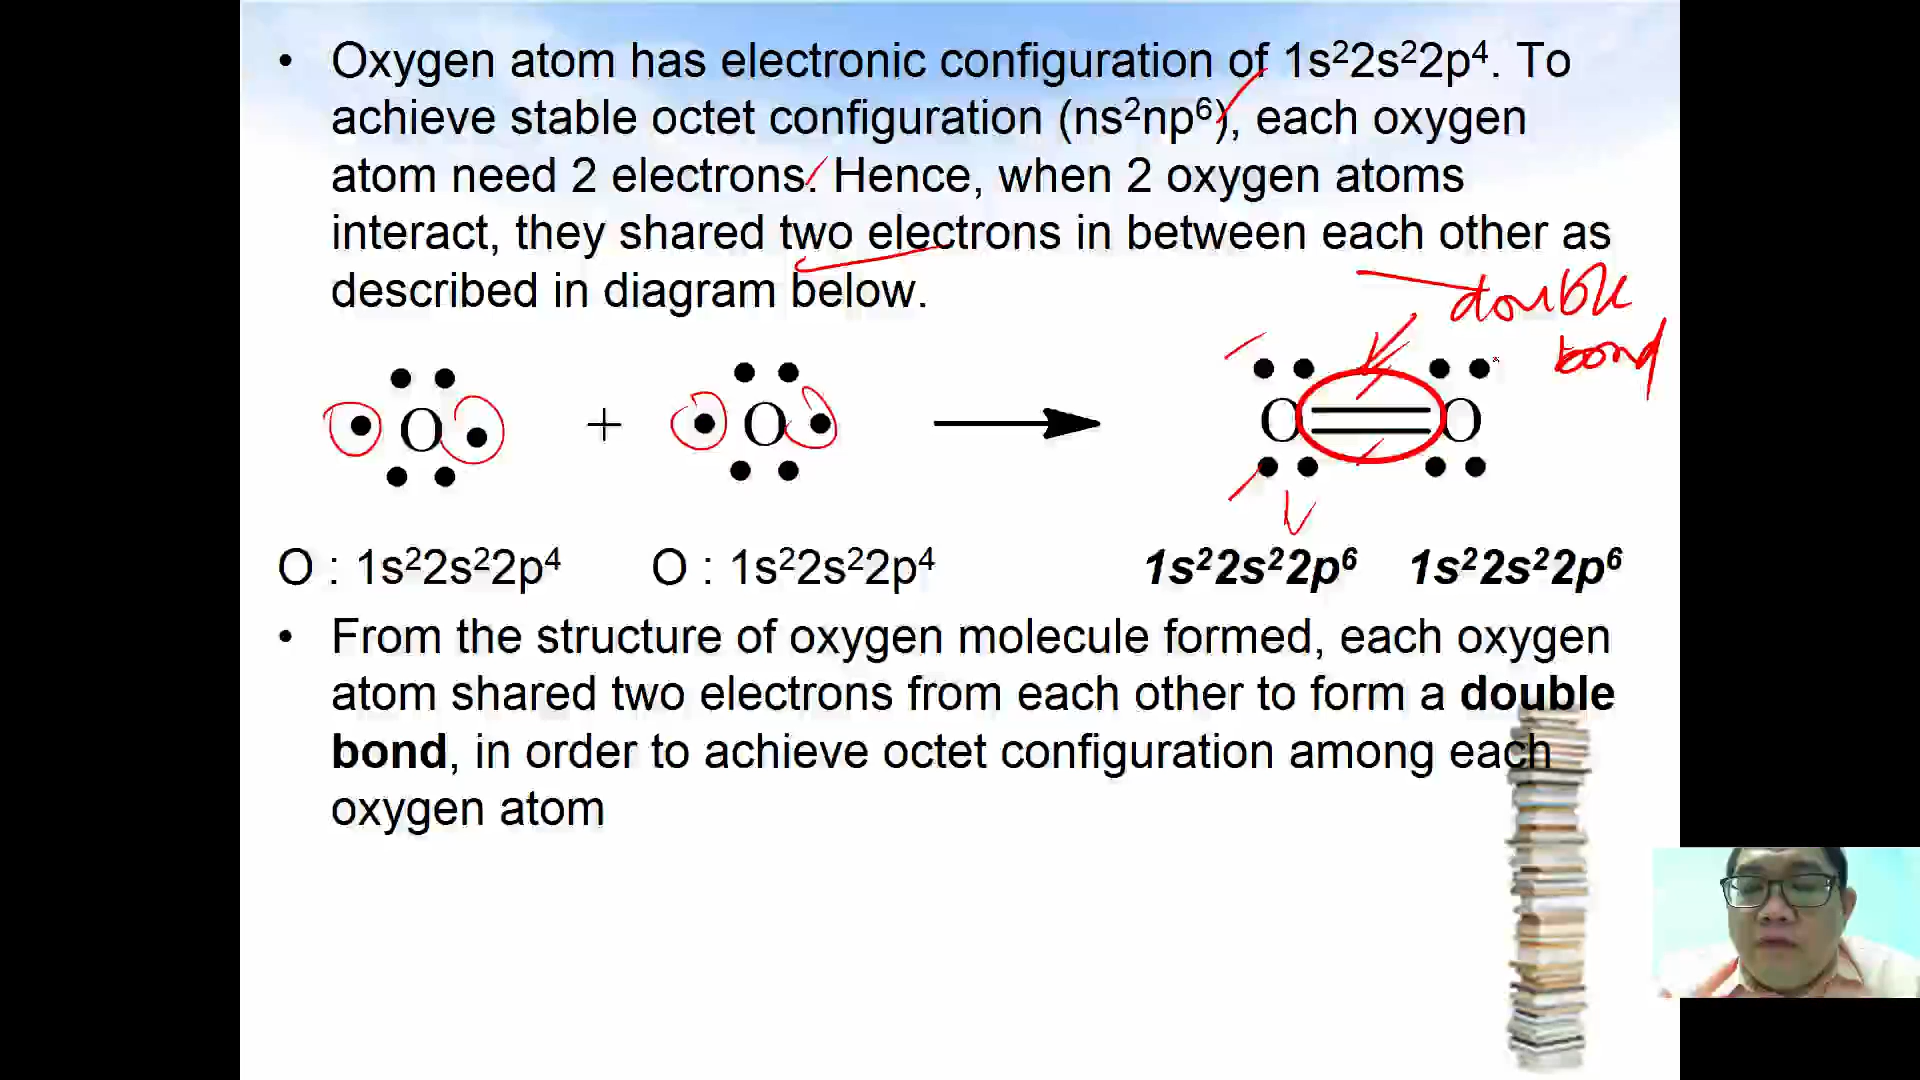 • Oxygen atom has electronic configuration of 1s²2s²2p⁴. To
achieve stable octet configuration (ns²np⁶), each oxygen
atom need 2 electrons. Hence, when 2 oxygen atoms
interact, they shared two electrons in between each other as
described in diagram below.
double
bond
O + O O O
O : 1s²2s²2p⁴ O : 1s²2s²2p⁴ 1s²2s²2p⁶ 1s²2s²2p⁶
• From the structure of oxygen molecule formed, each oxygen
atom shared two electrons from each other to form a double
bond, in order to achieve octet configuration among each
oxygen atom